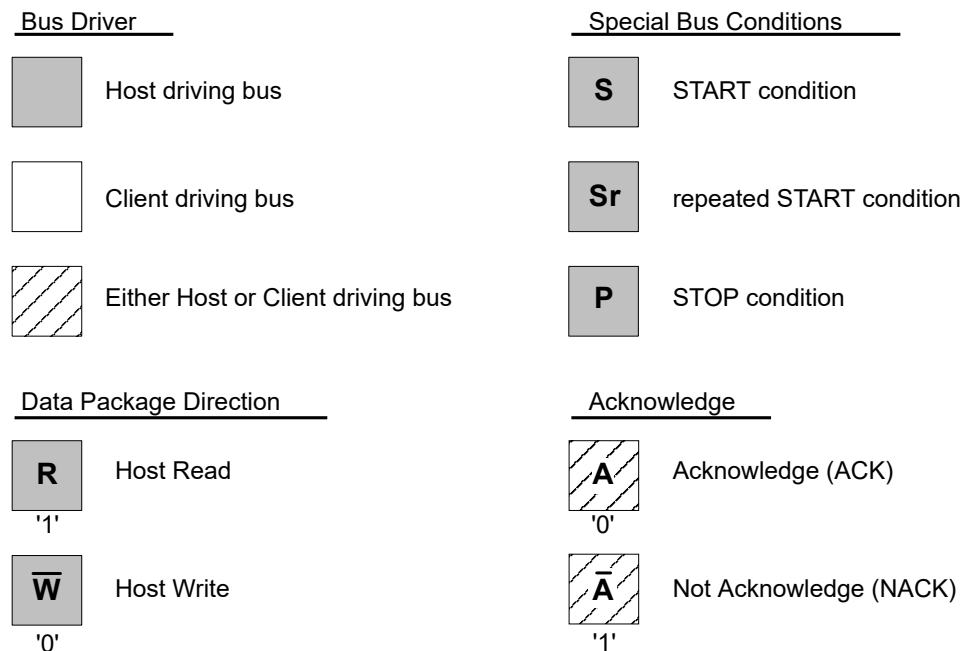 Bus Driver
Host driving bus
Client driving bus
Either Host or Client driving bus
Special Bus Conditions
S START condition
Sr repeated START condition
P STOP condition
Data Package Direction
R Host Read
'1'
W̅ Host Write
'0'
Acknowledge
A Acknowledge (ACK)
'0'
A̅ Not Acknowledge (NACK)
'1'